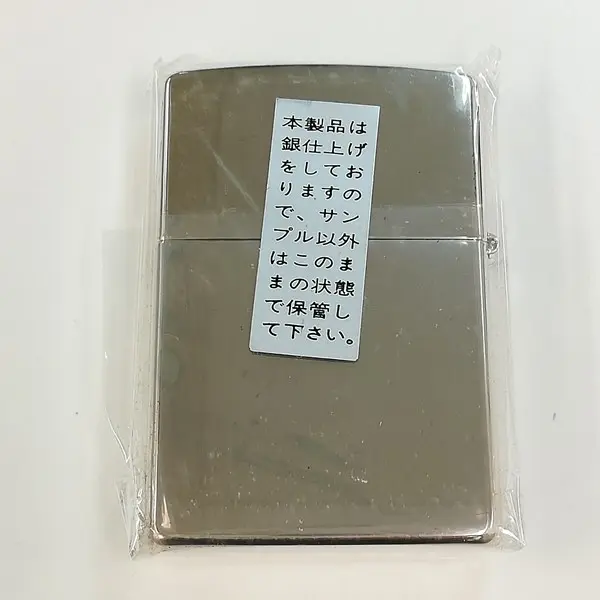 本製品は
銀仕上げ
をしてお
りますの
で、サン
プル以外
はこのま
まの状態
で保管し
て下さい。